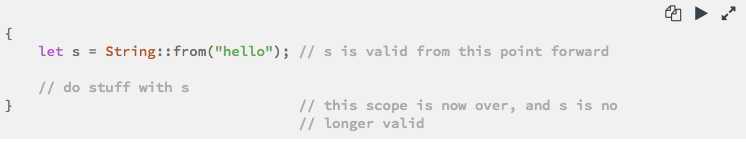 {
    let s = String::from("hello"); // s is valid from this point forward
    // do stuff with s
}                                  // this scope is now over, and s is no
                                   // longer valid